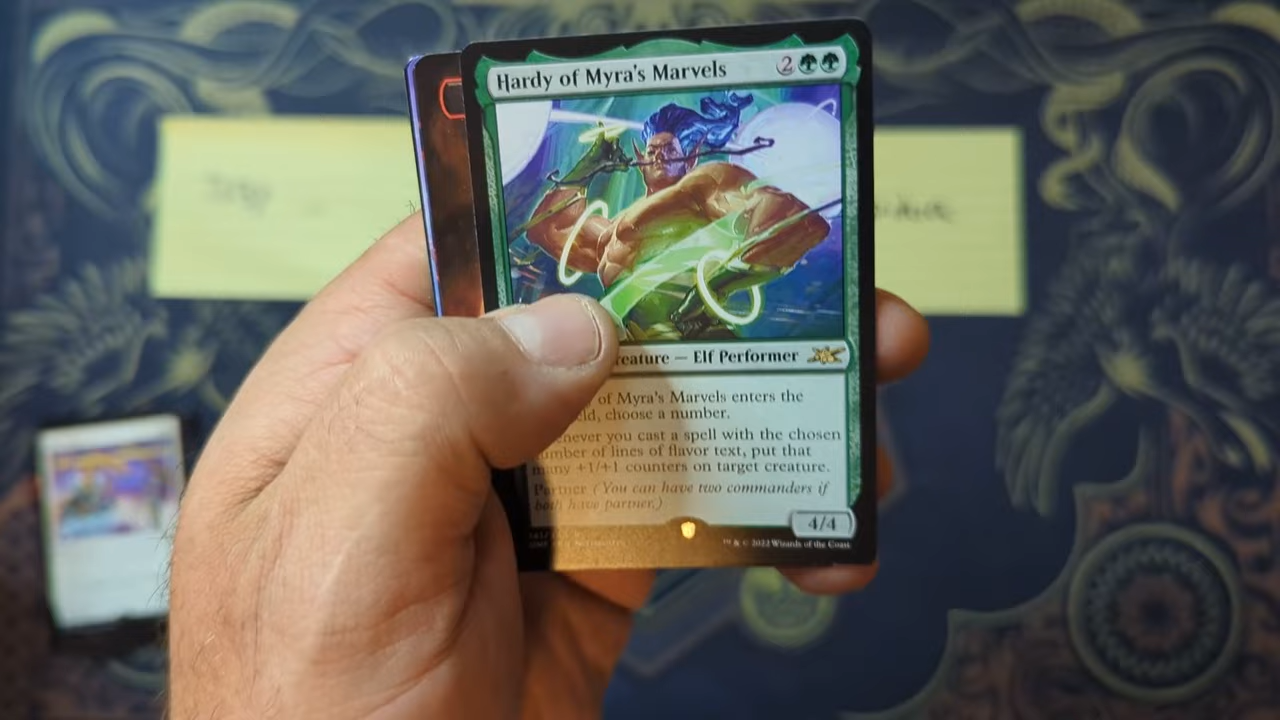 Hardy of Myra's Marvels 2
reature — Elf Performer
of Myra's Marvels enters the
eld, choose a number.
enever you cast a spell with the chosen
umber of lines of flavor text, put that
many +1/+1 counters on target creature.
Partner (You can have two commanders if
both have partner.)
4/4
™ & © 2022 Wizards of the Coast